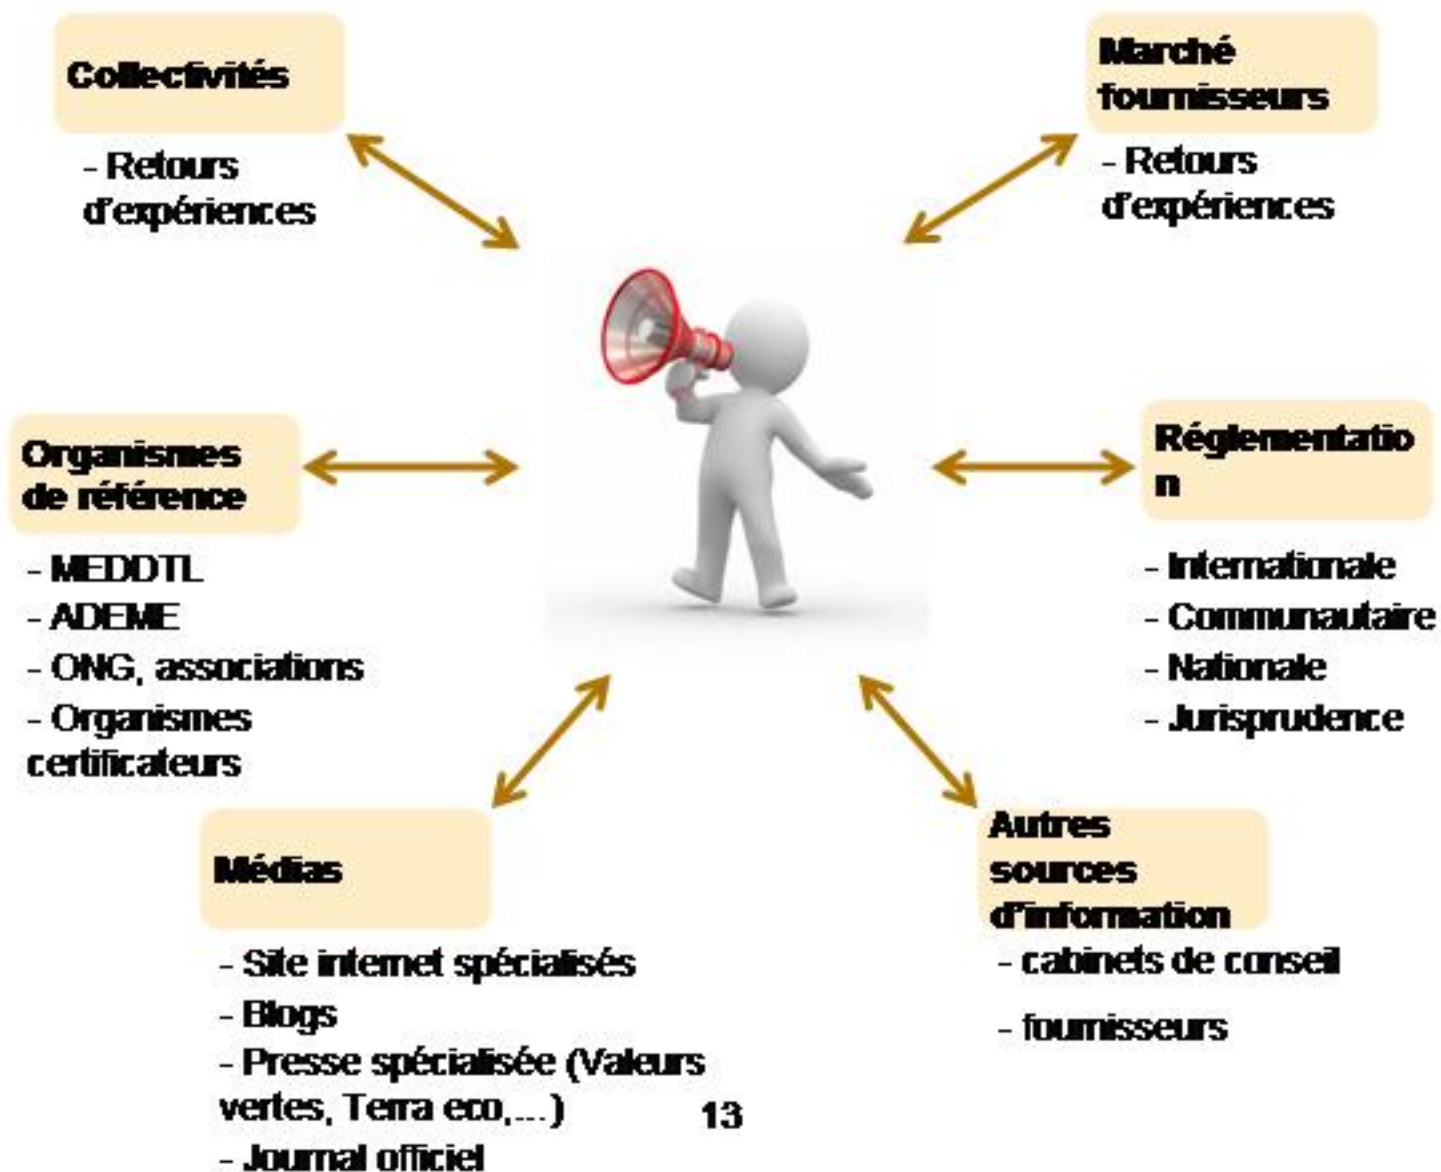 Collectivités
- Retours
d'expériences
Marché
fournisseurs
- Retours
d'expériences
Organismes
de référence
- MEDDTL
- ADEME
- ONG, associations
- Organismes
certificateurs
Réglementatio
n
- Internationale
- Communautaire
- Nationale
- Jurisprudence
Médias
- Site internet spécialisés
- Blogs
- Presse spécialisée (Valeurs
vertes, Terra eco,...)
- Journal officiel
Autres
sources
d'information
- cabinets de conseil
- fournisseurs
13